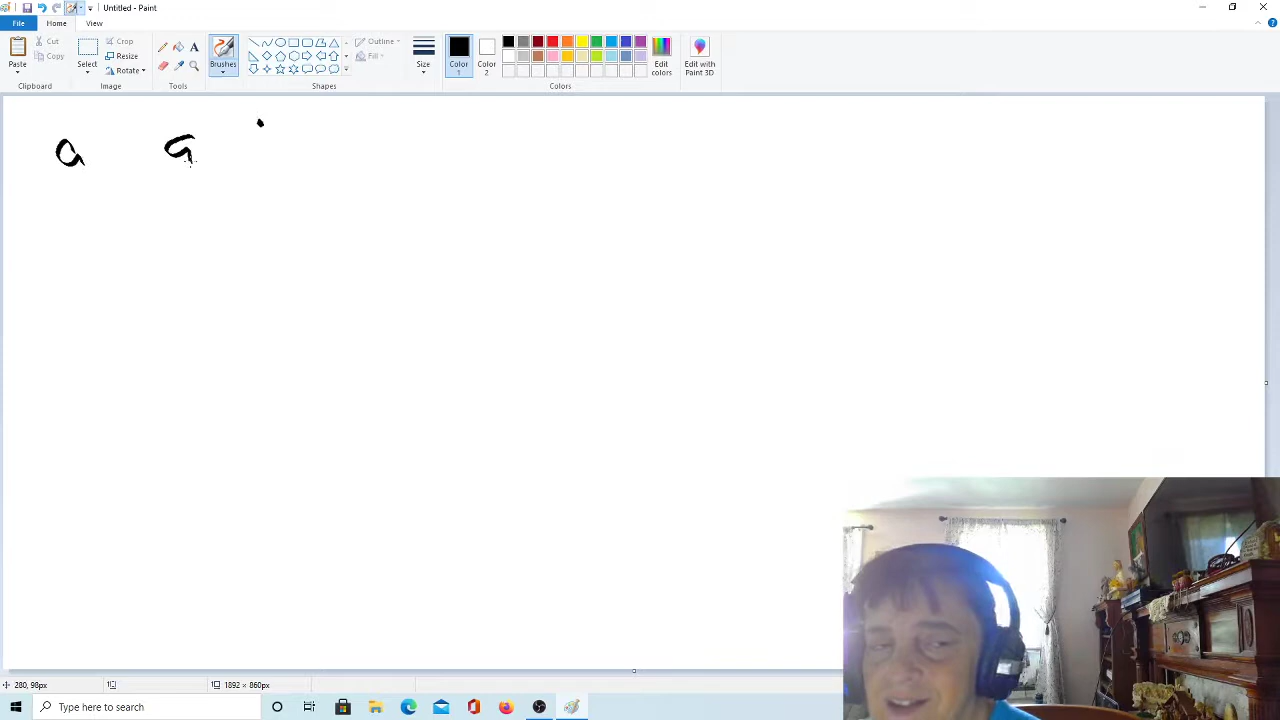 Untitled - Paint
File Home View
Paste Cut Copy Clipboard
Select Crop Resize Rotate Image
Tools
Brushes
Outline Fill Shapes
Size
Color 1 Color 2 Edit colors Colors
Edit with Paint 3D
a a
280, 98px 1892 × 860px
Type here to search